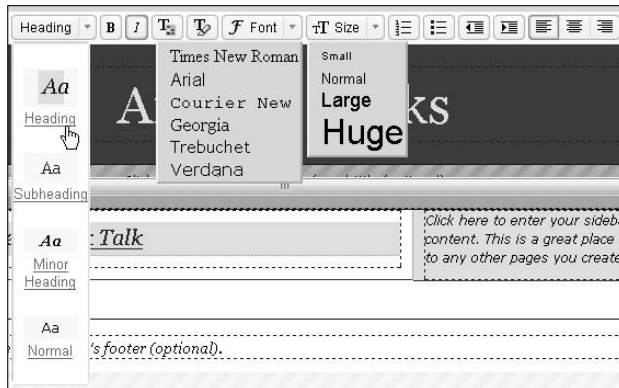 Heading B I T T F Font T Size
Aa
Heading
Aa
Subheading
Aa
Minor
Heading
Aa
Normal
Times New Roman
Arial
Courier New
Georgia
Trebuchet
Verdana
Small
Normal
Large
Huge
ks
Talk
Click here to enter your sideb
content. This is a great place
to any other pages you create
's footer (optional).